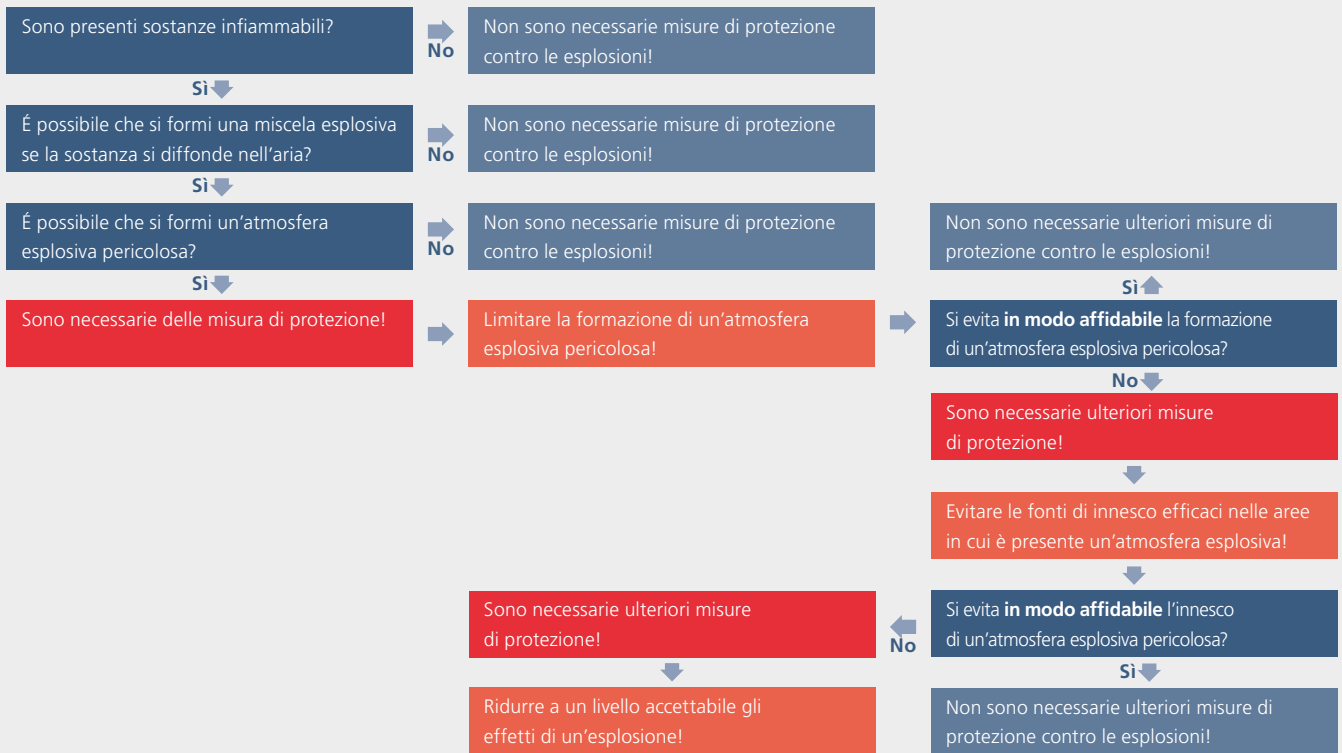 Sono presenti sostanze infiammabili?
No
Non sono necessarie misure di protezione
contro le esplosioni!
Sì
É possibile che si formi una miscela esplosiva
se la sostanza si diffonde nell'aria?
No
Non sono necessarie misure di protezione
contro le esplosioni!
Sì
É possibile che si formi un'atmosfera
esplosiva pericolosa?
No
Non sono necessarie misure di protezione
contro le esplosioni!
Sì
Sono necessarie delle misura di protezione!
Limitare la formazione di un'atmosfera
esplosiva pericolosa!
Si evita in modo affidabile la formazione
di un'atmosfera esplosiva pericolosa?
Sì
Non sono necessarie ulteriori misure di
protezione contro le esplosioni!
No
Sono necessarie ulteriori misure
di protezione!
Evitare le fonti di innesco efficaci nelle aree
in cui è presente un'atmosfera esplosiva!
Si evita in modo affidabile l'innesco
di un'atmosfera esplosiva pericolosa?
No
Sono necessarie ulteriori misure
di protezione!
Ridurre a un livello accettabile gli
effetti di un'esplosione!
Sì
Non sono necessarie ulteriori misure di
protezione contro le esplosioni!